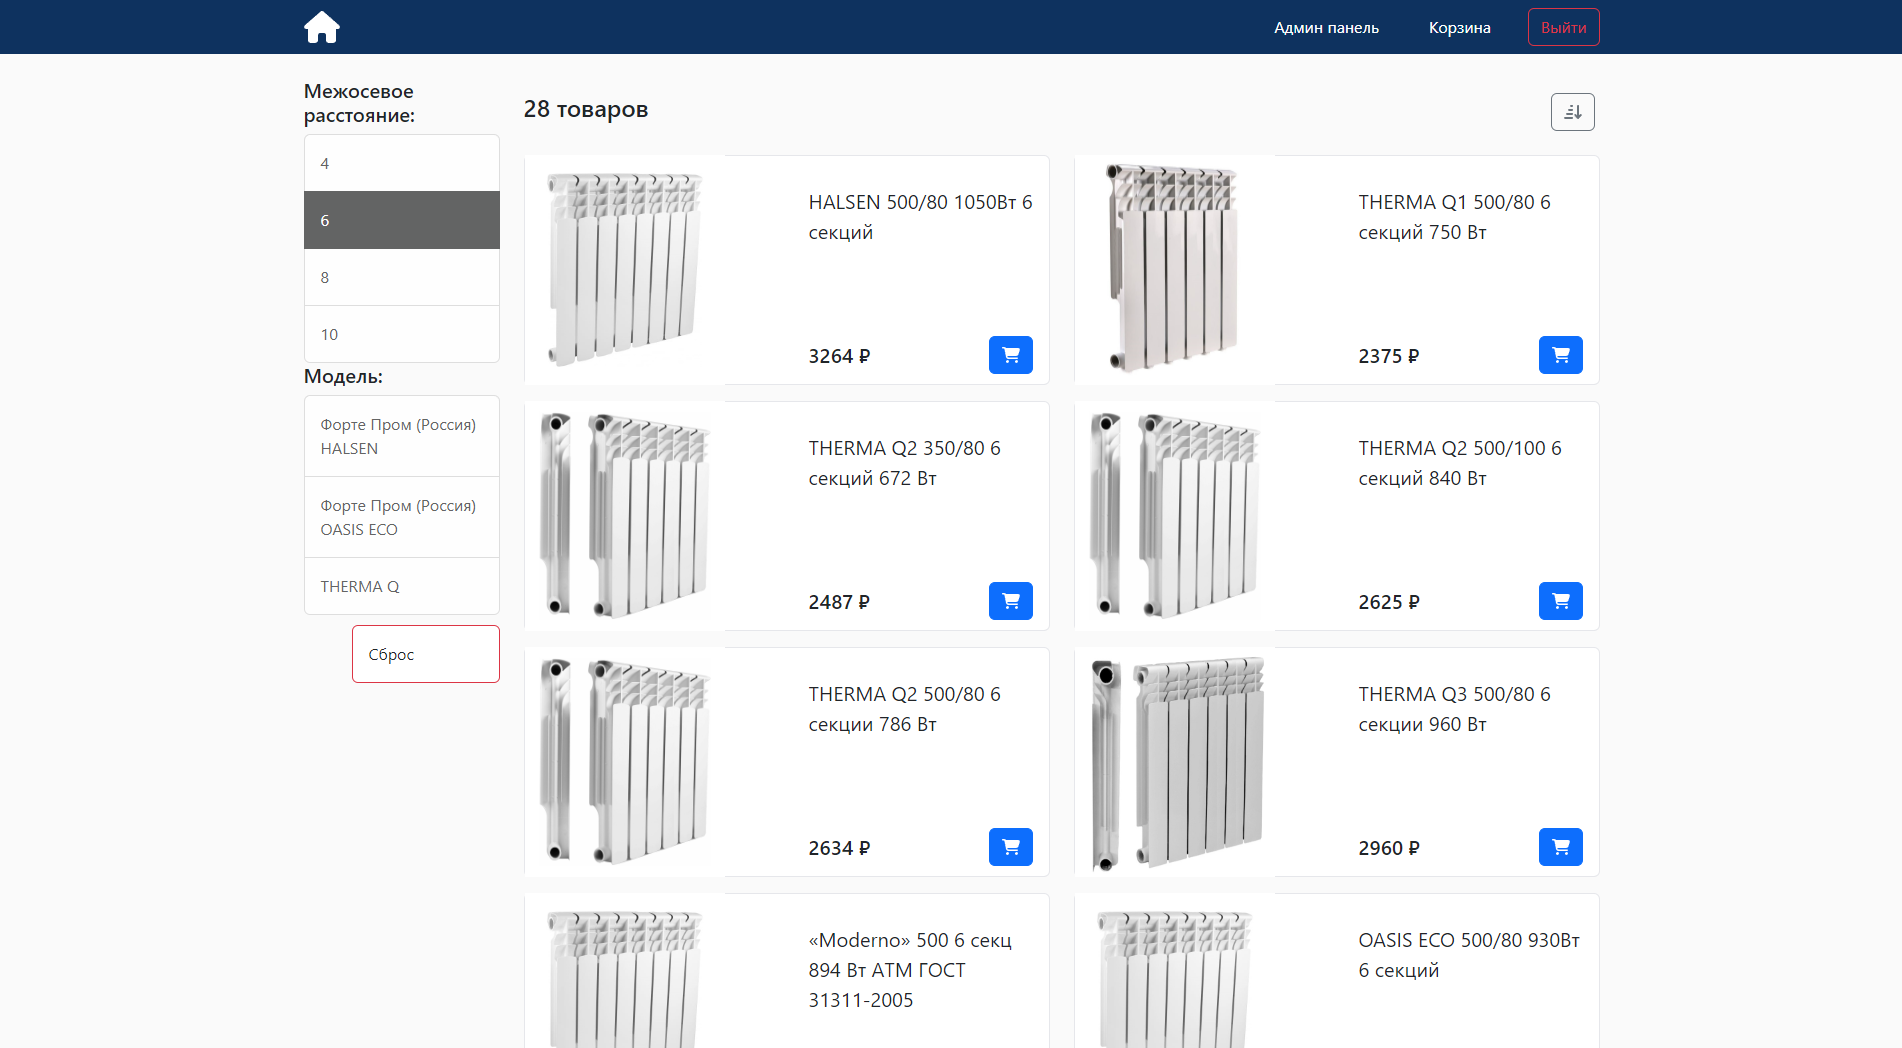 Админ панель
Корзина
Выйти
Межосевое
расстояние:
4
6
8
10
Модель:
Форте Пром (Россия)
HALSEN
Форте Пром (Россия)
OASIS ECO
THERMA Q
Сброс
28 товаров
HALSEN 500/80 1050Вт 6
секций
3264 ₽
THERMA Q1 500/80 6
секций 750 Вт
2375 ₽
THERMA Q2 350/80 6
секций 672 Вт
2487 ₽
THERMA Q2 500/100 6
секций 840 Вт
2625 ₽
THERMA Q2 500/80 6
секции 786 Вт
2634 ₽
THERMA Q3 500/80 6
секции 960 Вт
2960 ₽
«Moderno» 500 6 секц
894 Вт АТМ ГОСТ
31311-2005
OASIS ECO 500/80 930Вт
6 секций